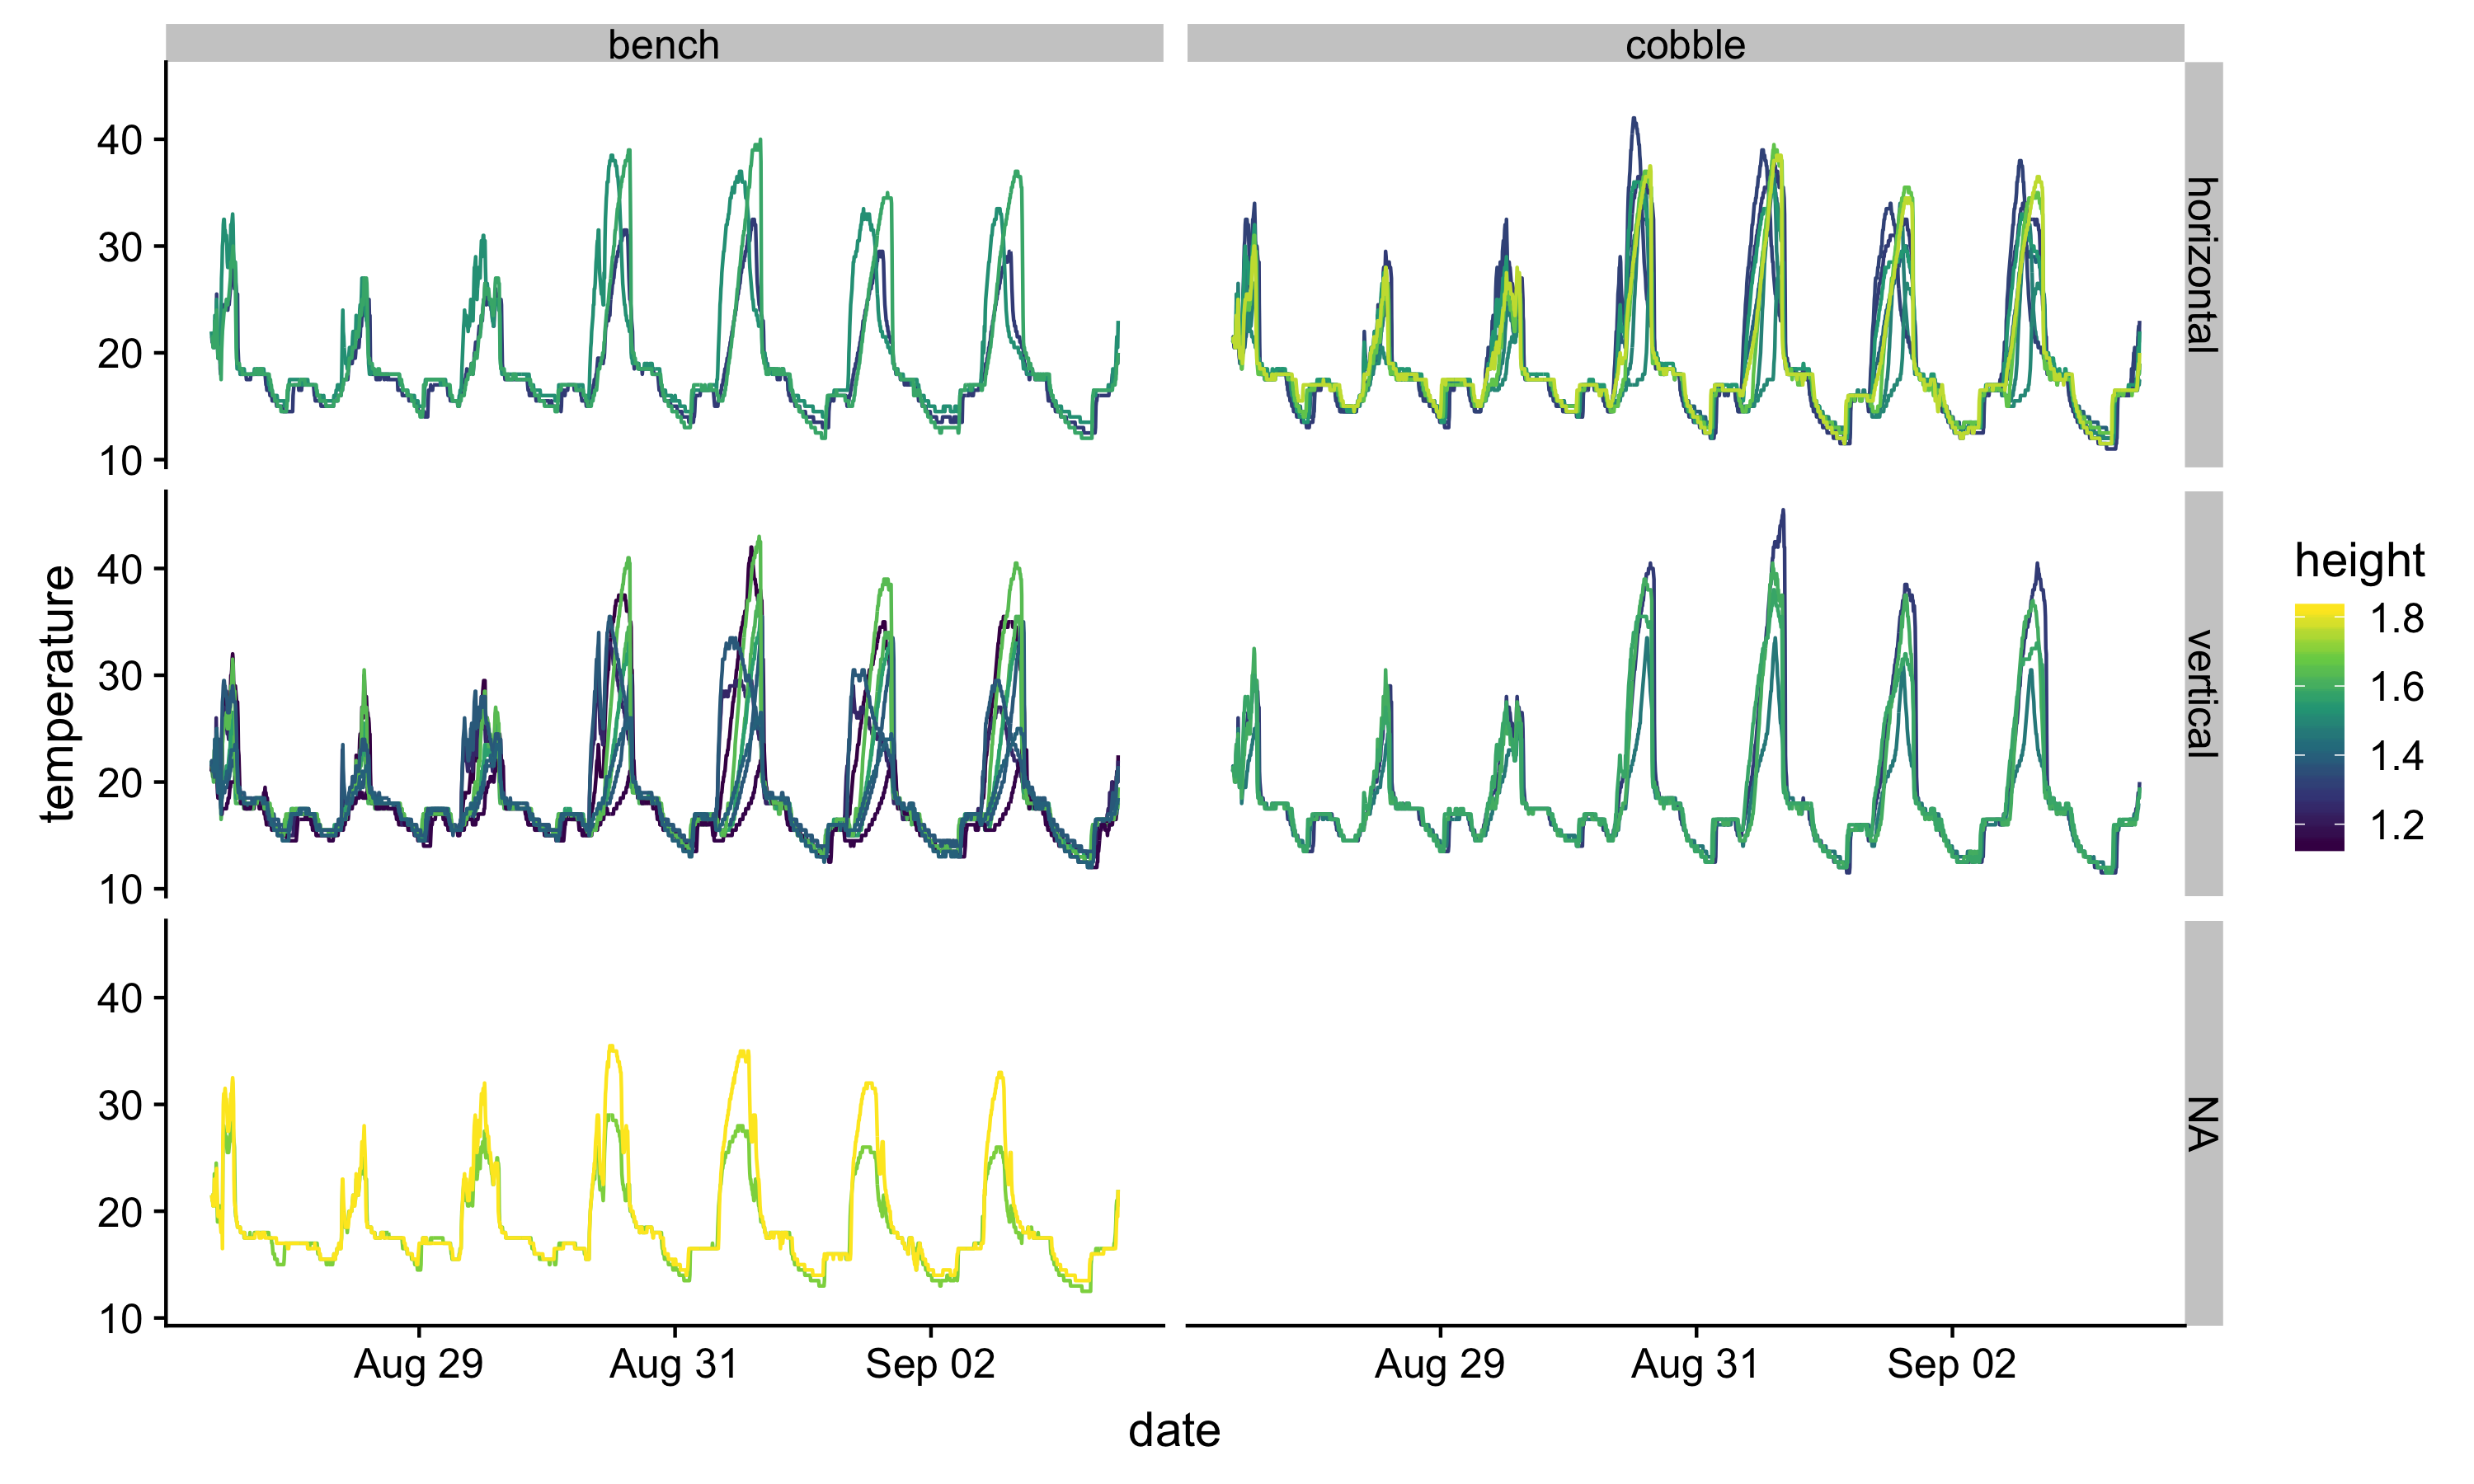 bench
cobble
40
30
20
10
horizontal
temperature
40
30
20
10
vertical
height
1.8
1.6
1.4
1.2
40
30
20
10
NA
Aug 29
Aug 31
Sep 02
Aug 29
Aug 31
Sep 02
date